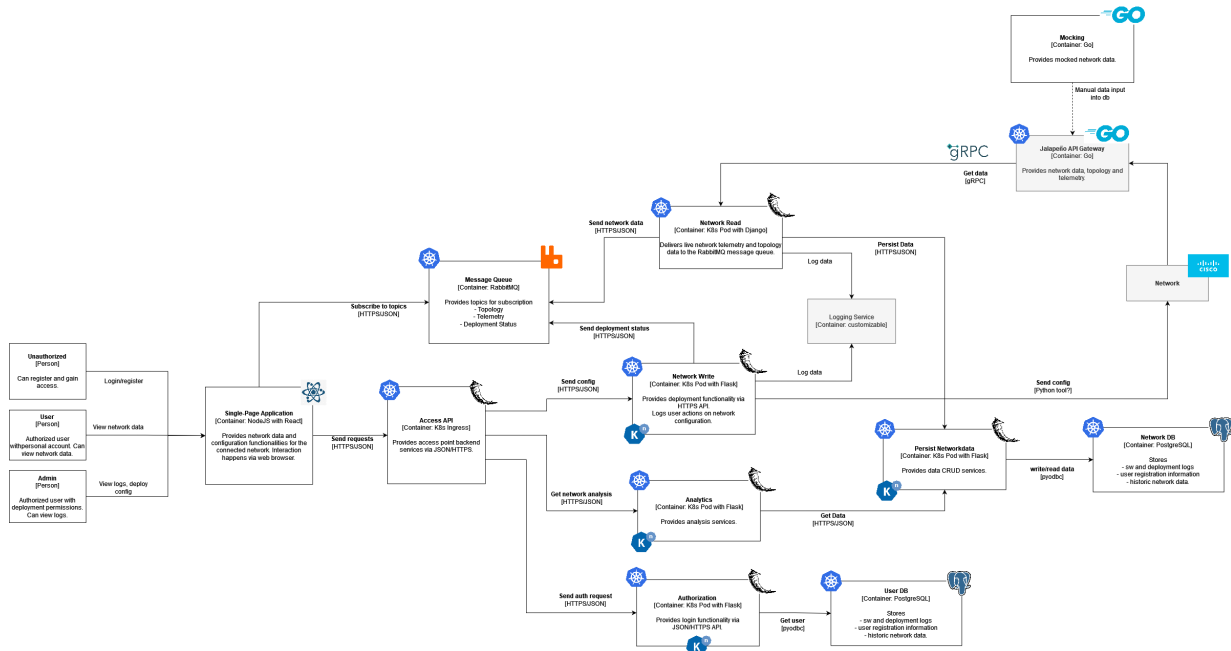 GO
Mocking
[Container: Go]
Provides mocked network data.
Manual data input
into db
GO
Jalapeño API Gateway
[Container: Go]
Provides network data, topology and
telemetry.
gRPC
Get data
[gRPC]
Network Read
[Container: K8s Pod with Django]
Delivers live network telemetry and topology
data to the RabbitMQ message queue.
Send network data
[HTTPS/JSON]
Persist Data
[HTTPS/JSON]
Log data
cisco
Network
Message Queue
[Container: RabbitMQ]
Provides topics for subscription
- Topology
- Telemetry
- Deployment Status
Subscribe to topics
[HTTPS/JSON]
Logging Service
[Container: customizable]
Send deployment status
[HTTPS/JSON]
Unauthorized
[Person]
Can register and gain
access.
Login/register
User
[Person]
Authorized user
withpersonal account. Can
view network data.
View network data
Admin
[Person]
Authorized user with
deployment permissions.
Can view logs.
View logs, deploy
config
Single-Page Application
[Container: NodeJS with React]
Provides network data and
configuration functionalities for the
connected network. Interaction
happens via web browser.
Send requests
[HTTPS/JSON]
Access API
[Container: K8s Ingress]
Provides access point backend
services via JSON/HTTPS.
Send config
[HTTPS/JSON]
Network Write
[Container: K8s Pod with Flask]
Provides deployment functionality via
HTTPS API.
Logs user actions on network
configuration.
Kn
Log data
Send config
[Python tool?]
Get network analysis
[HTTPS/JSON]
Analytics
[Container: K8s Pod with Flask]
Provides analysis services.
Kn
Get Data
[HTTPS/JSON]
Persist Networkdata
[Container: K8s Pod with Flask]
Provides data CRUD services.
Kn
write/read data
[pyodbc]
Network DB
[Container: PostgreSQL]
Stores
- sw and deployment logs
- user registration information
- historic network data.
Send auth request
[HTTPS/JSON]
Authorization
[Container: K8s Pod with Flask]
Provides login functionality via
JSON/HTTPS API.
Kn
Get user
[pyodbc]
User DB
[Container: PostgreSQL]
Stores
- sw and deployment logs
- user registration information
- historic network data.